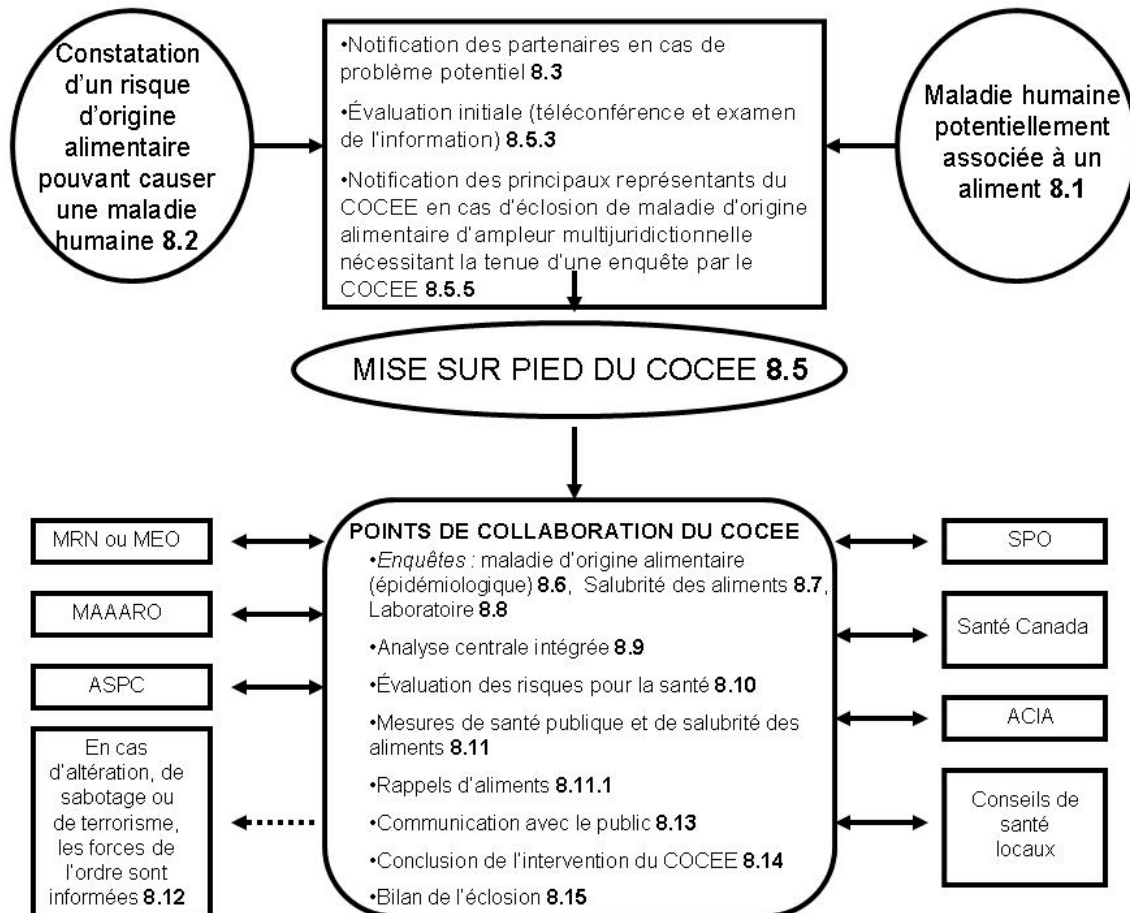 Constatation
d'un risque
d'origine
alimentaire
pouvant causer
une maladie
humaine 8.2
•Notification des partenaires en cas de
problème potentiel 8.3
•Évaluation initiale (téléconférence et examen
de l'information) 8.5.3
•Notification des principaux représentants du
COCEE en cas d'éclosion de maladie d'origine
alimentaire d'ampleur multijuridictionnelle
nécessitant la tenue d'une enquête par le
COCEE 8.5.5
Maladie humaine
potentiellement
associée à un
aliment 8.1
MISE SUR PIED DU COCEE 8.5
MRN ou MEO
MAAARO
ASPC
En cas
d'altération, de
sabotage ou
de terrorisme,
les forces de
l'ordre sont
informées 8.12
POINTS DE COLLABORATION DU COCEE
•Enquêtes : maladie d'origine alimentaire
(épidémiologique) 8.6, Salubrité des aliments 8.7,
Laboratoire 8.8
•Analyse centrale intégrée 8.9
•Évaluation des risques pour la santé 8.10
•Mesures de santé publique et de salubrité des
aliments 8.11
•Rappels d'aliments 8.11.1
•Communication avec le public 8.13
•Conclusion de l'intervention du COCEE 8.14
•Bilan de l'éclosion 8.15
SPO
Santé Canada
ACIA
Conseils de
santé
locaux